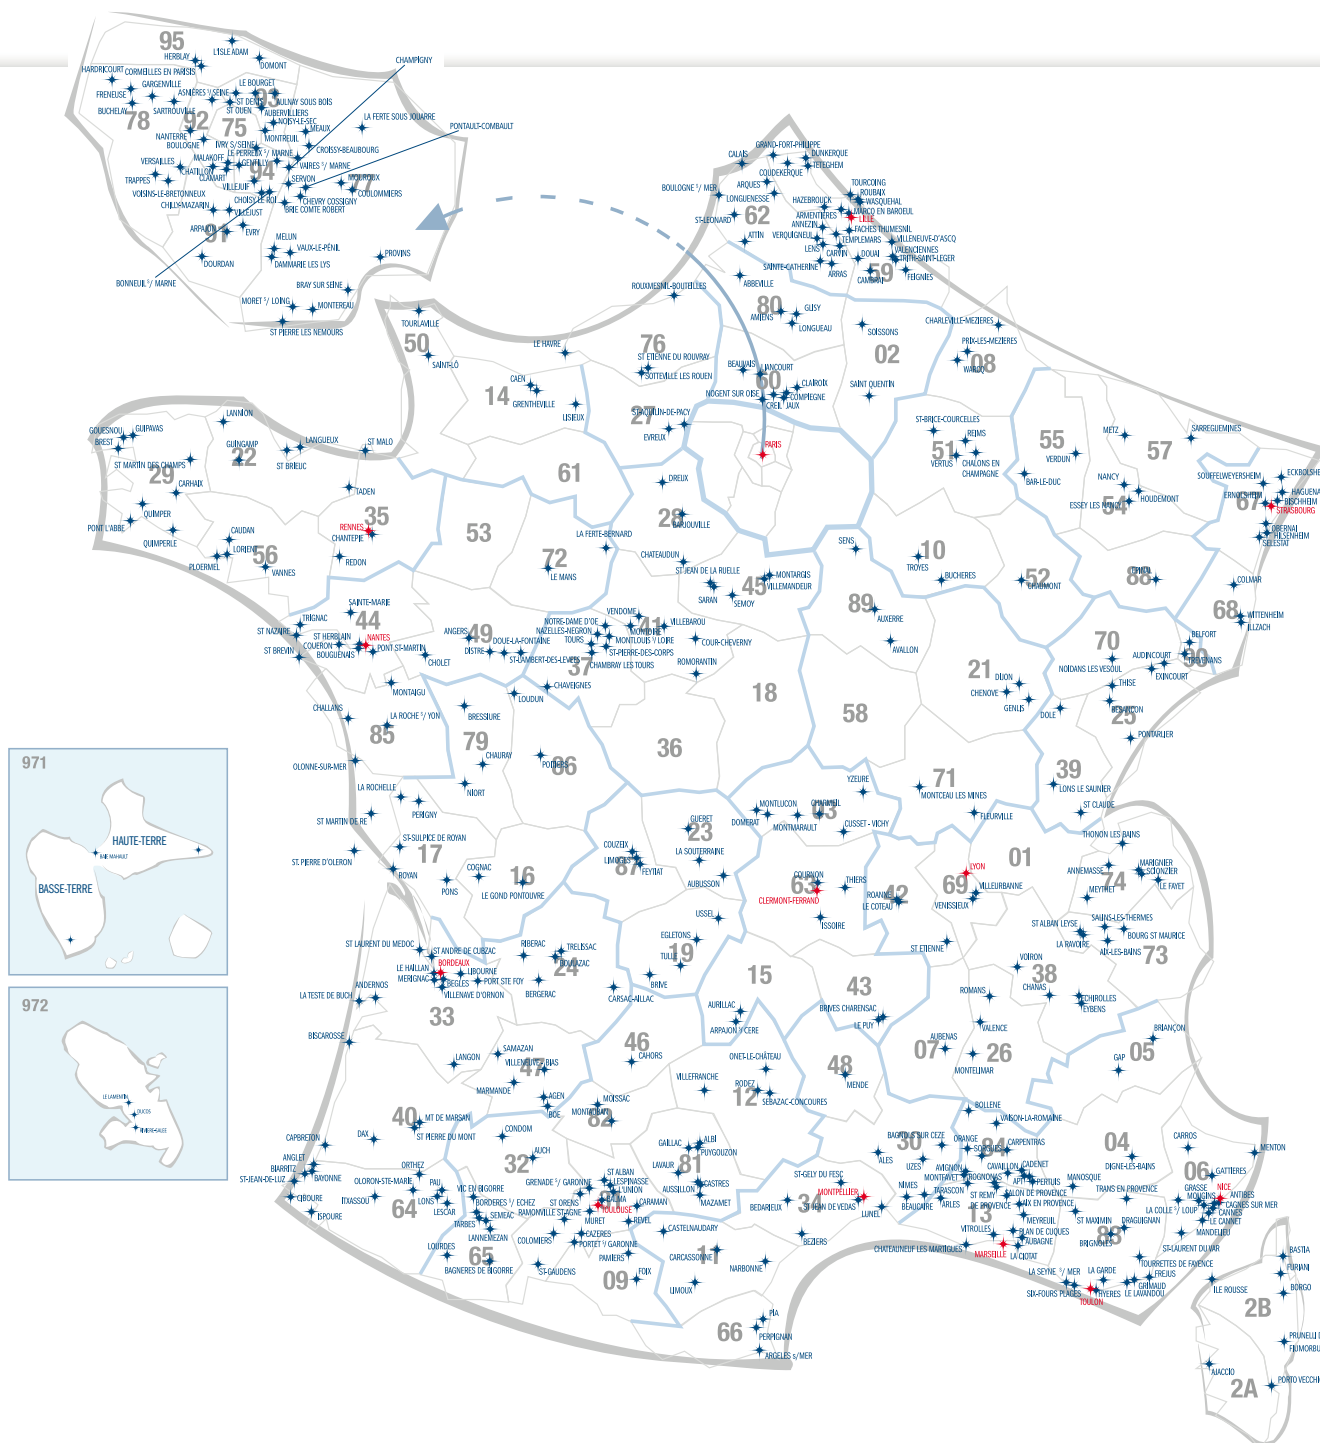 95
L'ISLE ADAM
HERBLAY
DOMONT
CHAMPIGNY
HARDRICOURT
CORMEILLES EN PARISIS
GARGENVILLE
LE BOURGET
FRENEUSE
ASNIÈRES S/SEINE
93
ST DENIS
AULNAY SOUS BOIS
BUCHELAY
SARTROUVILLE
ST OUEN
AUBERVILLIERS
LA FERTE SOUS JOUARRE
78
92
75
NOISY-LE-SEC
MEAUX
PONTAULT-COMBAULT
NANTERRE
MONTREUIL
BOULOGNE
IVRY S/SEINE
CROISSY-BEAUBOURG
LE PERREUX S/ MARNE
VERSAILLES
MALAKOFF
GENTILLY
VAIRES S/ MARNE
CHATILLON
94
TRAPPES
CLAMART
SERVON
MOUROUX
77
VOISINS-LE-BRETONNEUX
VILLEJUIF
COULOMMIERS
CHOISY LE ROI
CHEVRY COSSIGNY
CHILLY-MAZARIN
VILLEJUST
BRIE COMTE ROBERT
ARPAJON
91
EVRY
MELUN
VAUX-LE-PÉNIL
PROVINS
DOURDAN
DAMMARIE LES LYS
BONNEUIL S/ MARNE
BRAY SUR SEINE
MORET S/ LOING
MONTEREAU
ST PIERRE LES NEMOURS
GRAND-FORT-PHILIPPE
CALAIS
DUNKERQUE
COUDEKERQUE
TETEGHEM
BOULOGNE S/ MER
ARQUES
TOURCOING
LONGUENESSE
ROUBAIX
HAZEBROUCK
WASQUEHAL
ST-LEONARD
62
ARMENTIERES
MARCQ EN BAROEUL
LILLE
ANNEZIN
FACHES THUMESNIL
ATTIN
VERQUIGNEUL
TEMPLEMARS
VILLENEUVE-D'ASCQ
LENS
CARVIN
VALENCIENNES
DOUAI
TRITH-SAINT-LEGER
SAINTE-CATHERINE
ARRAS
59
CAMBRAI
FEIGNIES
ABBEVILLE
ROUXMESNIL-BOUTEILLES
80
AMIENS
GLISY
LONGUEAU
SOISSONS
CHARLEVILLE-MEZIERES
TOURLAVILLE
50
SAINT-LÔ
LE HAVRE
76
ST ETIENNE DU ROUVRAY
SOTTEVILLE LES ROUEN
02
PRIX-LES-MEZIERES
08
WARCQ
BEAUVAIS
LIANCOURT
60
CLAIROIX
NOGENT SUR OISE
COMPIEGNE
CREIL
JAUX
SAINT QUENTIN
CAEN
14
GRENTHEVILLE
LISIEUX
27
ST-AQUILIN-DE-PACY
EVREUX
LANNION
GOUESNOU
GUIPAVAS
BREST
GUINGAMP
22
LANGUEUX
ST BRIEUC
ST MALO
PARIS
ST-BRICE-COURCELLES
REIMS
51
VERTUS
CHALONS EN
CHAMPAGNE
55
VERDUN
METZ
57
SARREGUEMINES
ST MARTIN DES CHAMPS
29
CARHAIX
61
BAR-LE-DUC
NANCY
HOUDEMONT
SOUFFELWEYERSHEIM
ERNOLSHEIM
67
BISCHHEIM
STRASBOURG
TADEN
DREUX
54
ESSEY LES NANCY
QUIMPER
PONT L'ABBE
QUIMPERLE
RENNES
35
CHANTEPIE
28
BARJOUVILLE
53
LA FERTE-BERNARD
OBERNAI
HILSENHEIM
SELESTAT
CAUDAN
LORIENT
56
PLOERMEL
VANNES
REDON
72
LE MANS
CHATEAUDUN
SENS
10
TROYES
BUCHERES
52
CHAUMONT
88
EPINAL
COLMAR
ST JEAN DE LA RUELLE
MONTARGIS
45
VILLEMANDEUR
SARAN
SEMOY
SAINTE-MARIE
TRIGNAC
44
89
AUXERRE
68
WITTENHEIM
ILLZACH
VENDOME
41
MONTOIRE
VILLEBAROU
ST NAZAIRE
ST HERBLAIN
NANTES
COUERON
BOUGUENAIS
PONT ST-MARTIN
ST BREVIN
ANGERS
49
DOUE-LA-FONTAINE
DISTRE
ST-LAMBERT-DES-LEVEES
CHOLET
NOTRE-DAME D'OE
NAZELLES-NEGRON
TOURS
MONTLOUIS S/ LOIRE
ST-PIERRE-DES-CORPS
37
CHAMBRAY LES TOURS
COUR-CHEVERNY
ROMORANTIN
AVALLON
70
BELFORT
AUDINCOURT
90
TREVENANS
NOIDANS LES VESOUL
EXINCOURT
MONTAIGU
LOUDUN
CHAVEIGNES
18
21
DIJON
CHENOVE
GENLIS
THISE
DOLE
BESANÇON
25
PONTARLIER
CHALLANS
LA ROCHE S/ YON
85
BRESSUIRE
79
58
36
971
HAUTE-TERRE
BAIE MAHAULT
BASSE-TERRE
OLONNE-SUR-MER
CHAURAY
POITIERS
86
NIORT
YZEURE
71
MONTCEAU LES MINES
39
LONS LE SAUNIER
LA ROCHELLE
PERIGNY
ST MARTIN DE RE
MONTLUCON
CHARMEIL
03
DOMERAT
MONTMARAULT
CUSSET - VICHY
FLEURVILLE
ST CLAUDE
GUERET
23
THONON LES BAINS
ST-SULPICE DE ROYAN
17
ST. PIERRE D'OLERON
ROYAN
COUZEIX
LIMOGES
87
FEYTIAT
LA SOUTERRAINE
AUBUSSON
01
LYON
MARIGNIER
ANNEMASSE
SCIONZIER
74
LE FAYET
MEYTHET
COGNAC
16
PONS
LE GOND PONTOUVRE
COURNON
63
THIERS
CLERMONT-FERRAND
ROANNE
42
LE COTEAU
69
VILLEURBANNE
VENISSIEUX
USSEL
ISSOIRE
ST ETIENNE
ST ALBAN LEYSSE
SALINS-LES-THERMES
LA RAVOIRE
BOURG ST MAURICE
AIX-LES-BAINS
73
ST LAURENT DU MEDOC
ST ANDRE DE CUBZAC
RIBERAC
TRELISSAC
24
BOULAZAC
EGLETONS
19
TULLE
BRIVE
LE HAILLAN
BORDEAUX
LIBOURNE
MERIGNAC
BEGLES
PORT STE FOY
VILLENAVE D'ORNON
BERGERAC
CARSAC-AILLAC
15
43
VOIRON
38
CHANAS
ECHIROLLES
EYBENS
ANDERNOS
LA TESTE DE BUCH
33
972
AURILLAC
ARPAJON S/ CERE
BRIVES CHARENSAC
LE PUY
ROMANS
VALENCE
BRIANÇON
05
BISCAROSSE
LANGON
SAMAZAN
VILLENEUVE S/ BIAS
47
46
CAHORS
AUBENAS
07
26
MONTELIMAR
GAP
MARMANDE
ONET-LE-CHÂTEAU
VILLEFRANCHE
RODEZ
12
SEBAZAC-CONCOURES
48
MENDE
LE LAMENTIN
DUCOS
RIVIERE-SALEE
AGEN
BOE
MOISSAC
MONTAUBAN
82
40
MT DE MARSAN
ST PIERRE DU MONT
CAPBRETON
DAX
CONDOM
BOLLENE
VAISON-LA-ROMAINE
ANGLET
BIARRITZ
BAYONNE
ST-JEAN-DE-LUZ
CIBOURE
ISPOURE
ITXASSOU
ORTHEZ
OLORON-STE-MARIE
64
PAU
LONS
LESCAR
32
AUCH
GAILLAC
ALBI
PUYGOUZON
81
LAVAUR
AUSSILLON
CASTRES
MAZAMET
30
BAGNOLS SUR CEZE
ALES
UZES
ORANGE
SORGUES
84
CARPENTRAS
AVIGNON
MONTFAVET
ROGNONAS
CAVAILLON
CADENET
APT
PERTUIS
04
DIGNE-LES-BAINS
MANOSQUE
CARROS
MENTON
06
GATTIERES
VIC EN BIGORRE
BORDERES S/ ECHEZ
SEMEAC
TARBES
LANNEMEZAN
GRENADE S/ GARONNE
ST ALBAN
LESPINASSE
L'UNION
31
BALMA
TOULOUSE
ST ORENS
RAMONVILLE ST-AGNE
CARAMAN
MURET
REVEL
COLOMIERS
CAZERES
PORTET S/ GARONNE
ST-GELY DU FESC
MONTPELLIER
34
BEDARIEUX
ST JEAN DE VEDAS
LUNEL
NÎMES
BEAUCAIRE
TARASCON
ARLES
ST REMY
DE PROVENCE
SALON DE PROVENCE
AIX EN PROVENCE
13
VITROLLES
MEYREUIL
PLAN DE CUQUES
AUBAGNE
CHATEAUNEUF LES MARTIGUES
MARSEILLE
LA CIOTAT
TRANS EN PROVENCE
ST MAXIMIN
DRAGUIGNAN
83
BRIGNOLES
GRASSE
NICE
MOUGINS
ANTIBES
CAGNES SUR MER
LA COLLE S/ LOUP
CANNES
LE CANNET
MANDELIEU
ST-LAURENT DU VAR
LOURDES
65
BAGNERES DE BIGORRE
ST-GAUDENS
PAMIERS
09
FOIX
CASTELNAUDARY
CARCASSONNE
11
LIMOUX
BEZIERS
NARBONNE
TOURRETTES DE FAYENCE
LA SEYNE S/ MER
LA GARDE
FREJUS
GRIMAUD
SIX-FOURS PLAGES
HYERES
LE LAVANDOU
TOULON
BASTIA
FURIANI
ILE ROUSSE
BORGO
2B
66
PIA
PERPIGNAN
ARGELES s/MER
AJACCIO
2A